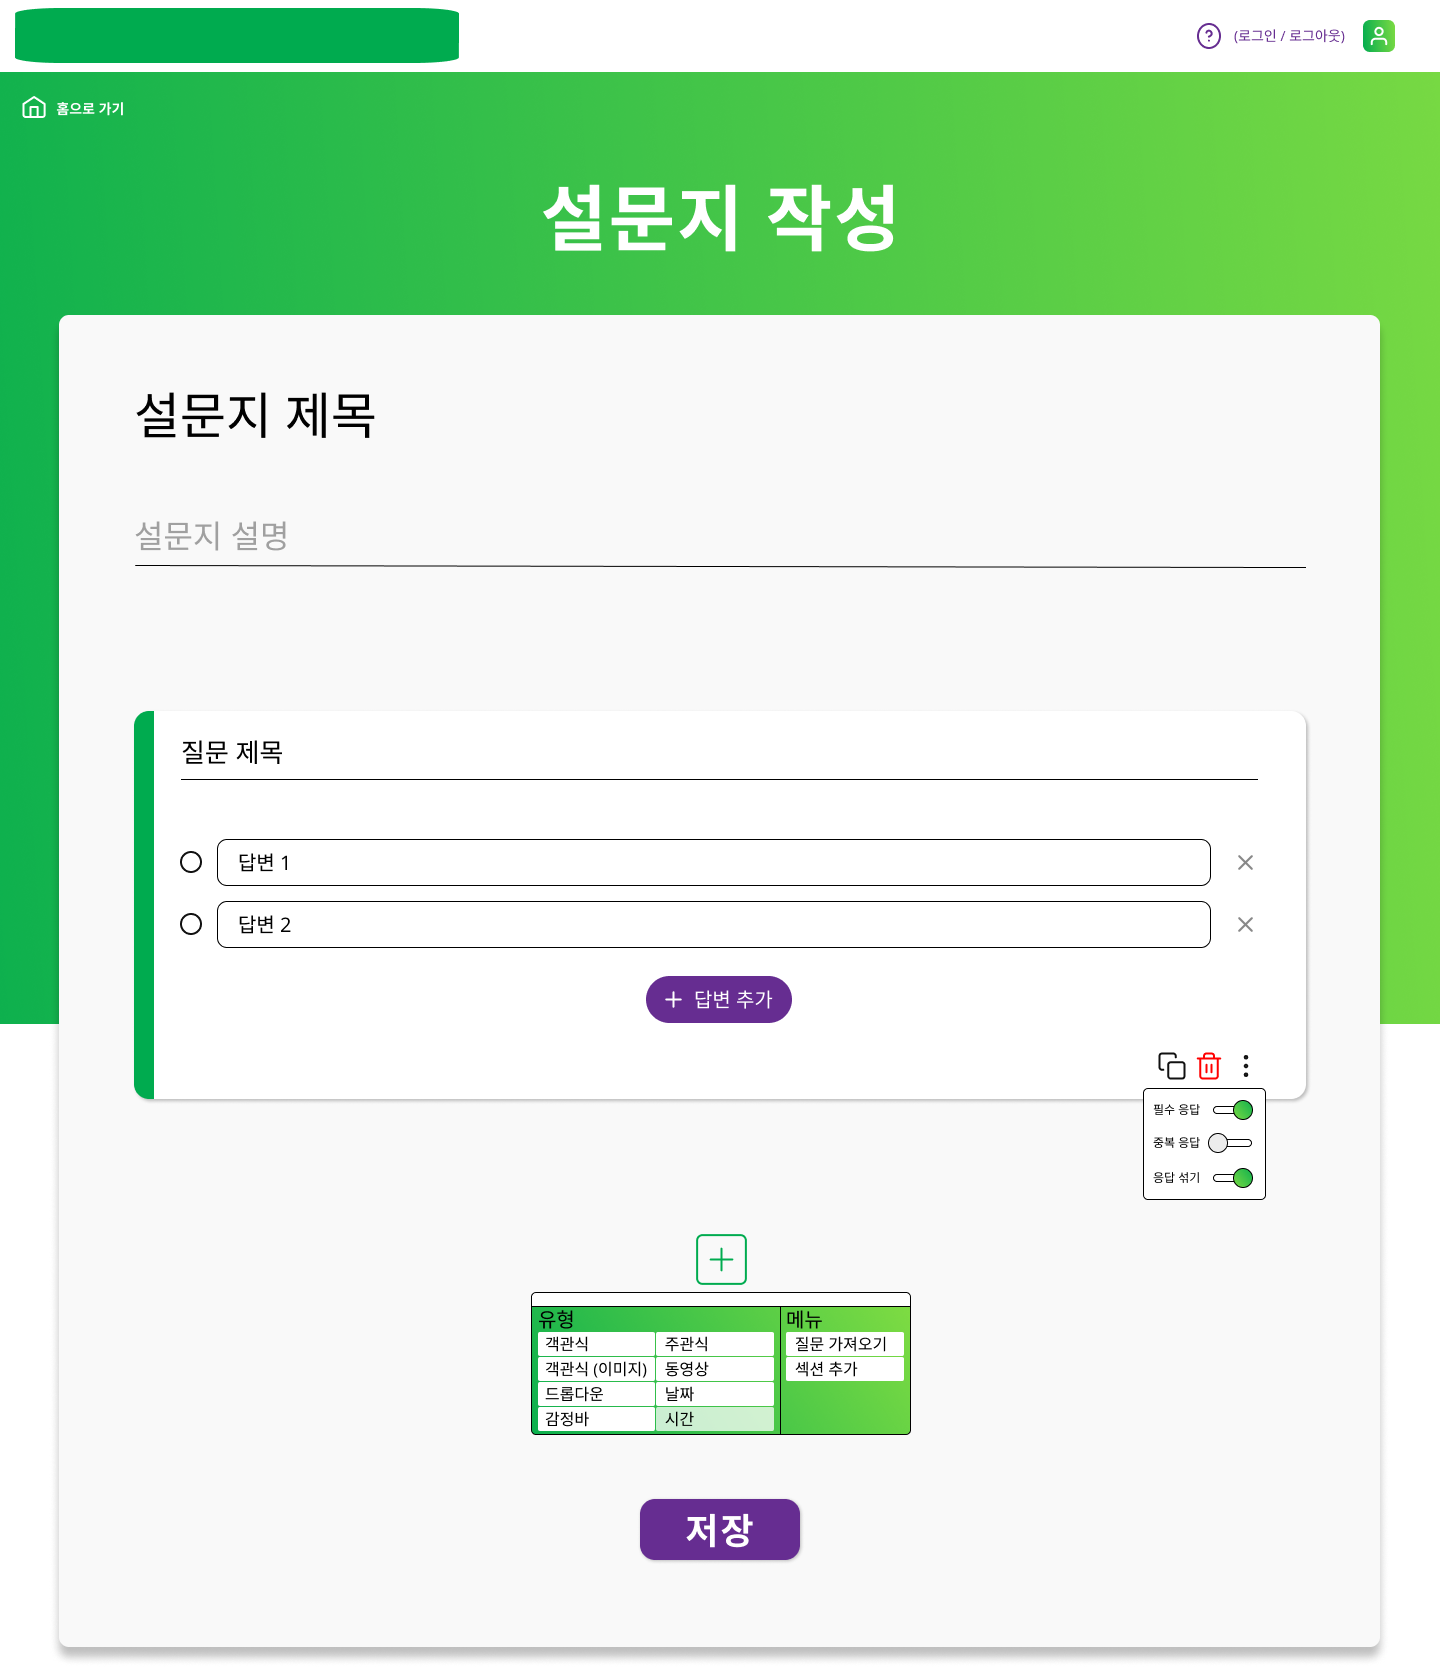 (로그인 / 로그아웃)
홈으로 가기
설문지 작성
설문지 제목
설문지 설명
질문 제목
답변 1
답변 2
답변 추가
필수 응답
중복 응답
응답 섞기
유형
객관식
주관식
객관식 (이미지)
동영상
드롭다운
날짜
감정바
시간
메뉴
질문 가져오기
섹션 추가
저장